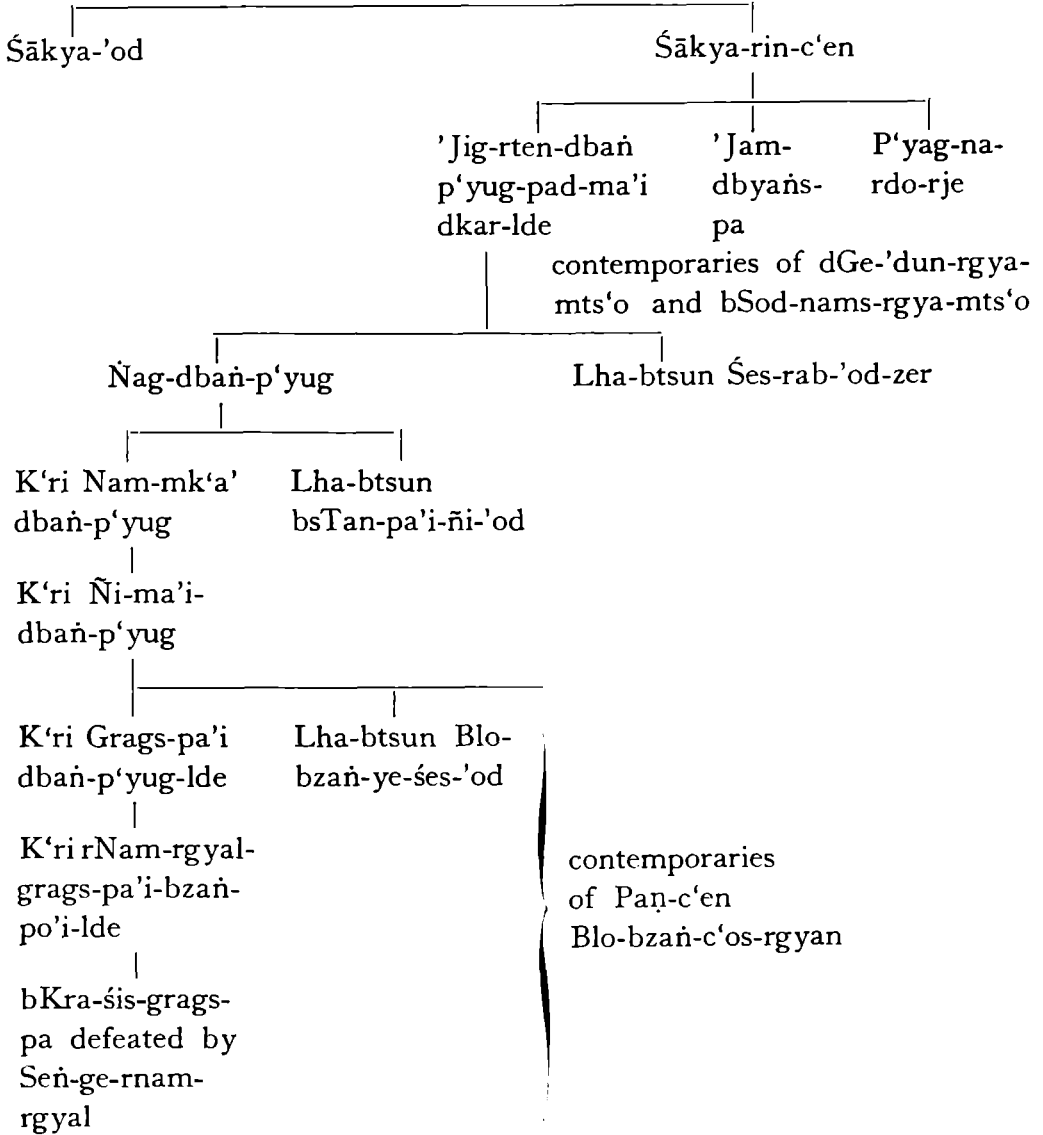 Śākya-'od
Śākya-rin-c‘en
'Jig-rten-dbaṅ
p‘yug-pad-ma'i
dkar-lde
'Jam-
dbyaṅs-
pa
P‘yag-na-
rdo-rje
contemporaries of dGe-'dun-rgya-
mts‘o and bSod-nams-rgya-mts‘o
Ṅag-dbaṅ-p‘yug
Lha-btsun Śes-rab-'od-zer
K‘ri Nam-mk‘a'
dbaṅ-p‘yug
Lha-btsun
bsTan-pa'i-ñi-'od
K‘ri Ñi-ma'i-
dbaṅ-p‘yug
K‘ri Grags-pa'i
dbaṅ-p‘yug-lde
Lha-btsun Blo-
bzaṅ-ye-śes-'od
K‘ri rNam-rgyal-
grags-pa'i-bzaṅ-
po'i-lde
contemporaries
of Paṇ-c‘en
Blo-bzaṅ-c‘os-rgyan
bKra-śis-grags-
pa defeated by
Seṅ-ge-rnam-
rgyal